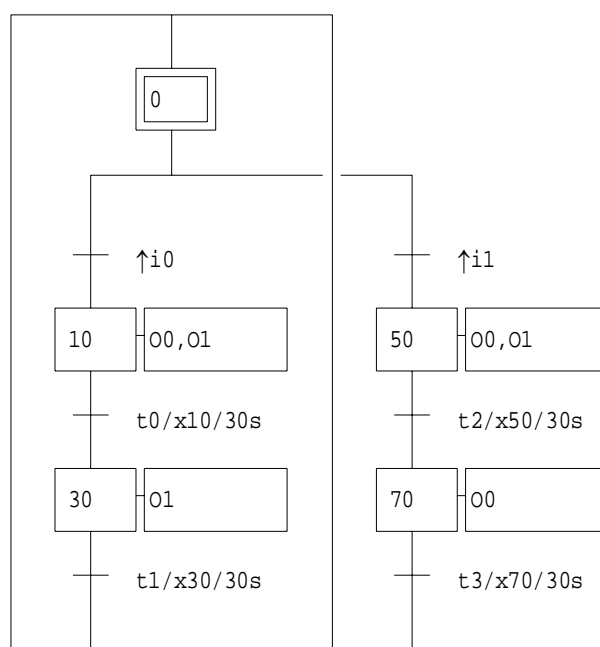 0
↑i0 ↑i1
10 O0,O1 50 O0,O1
t0/x10/30s t2/x50/30s
30 O1 70 O0
t1/x30/30s t3/x70/30s